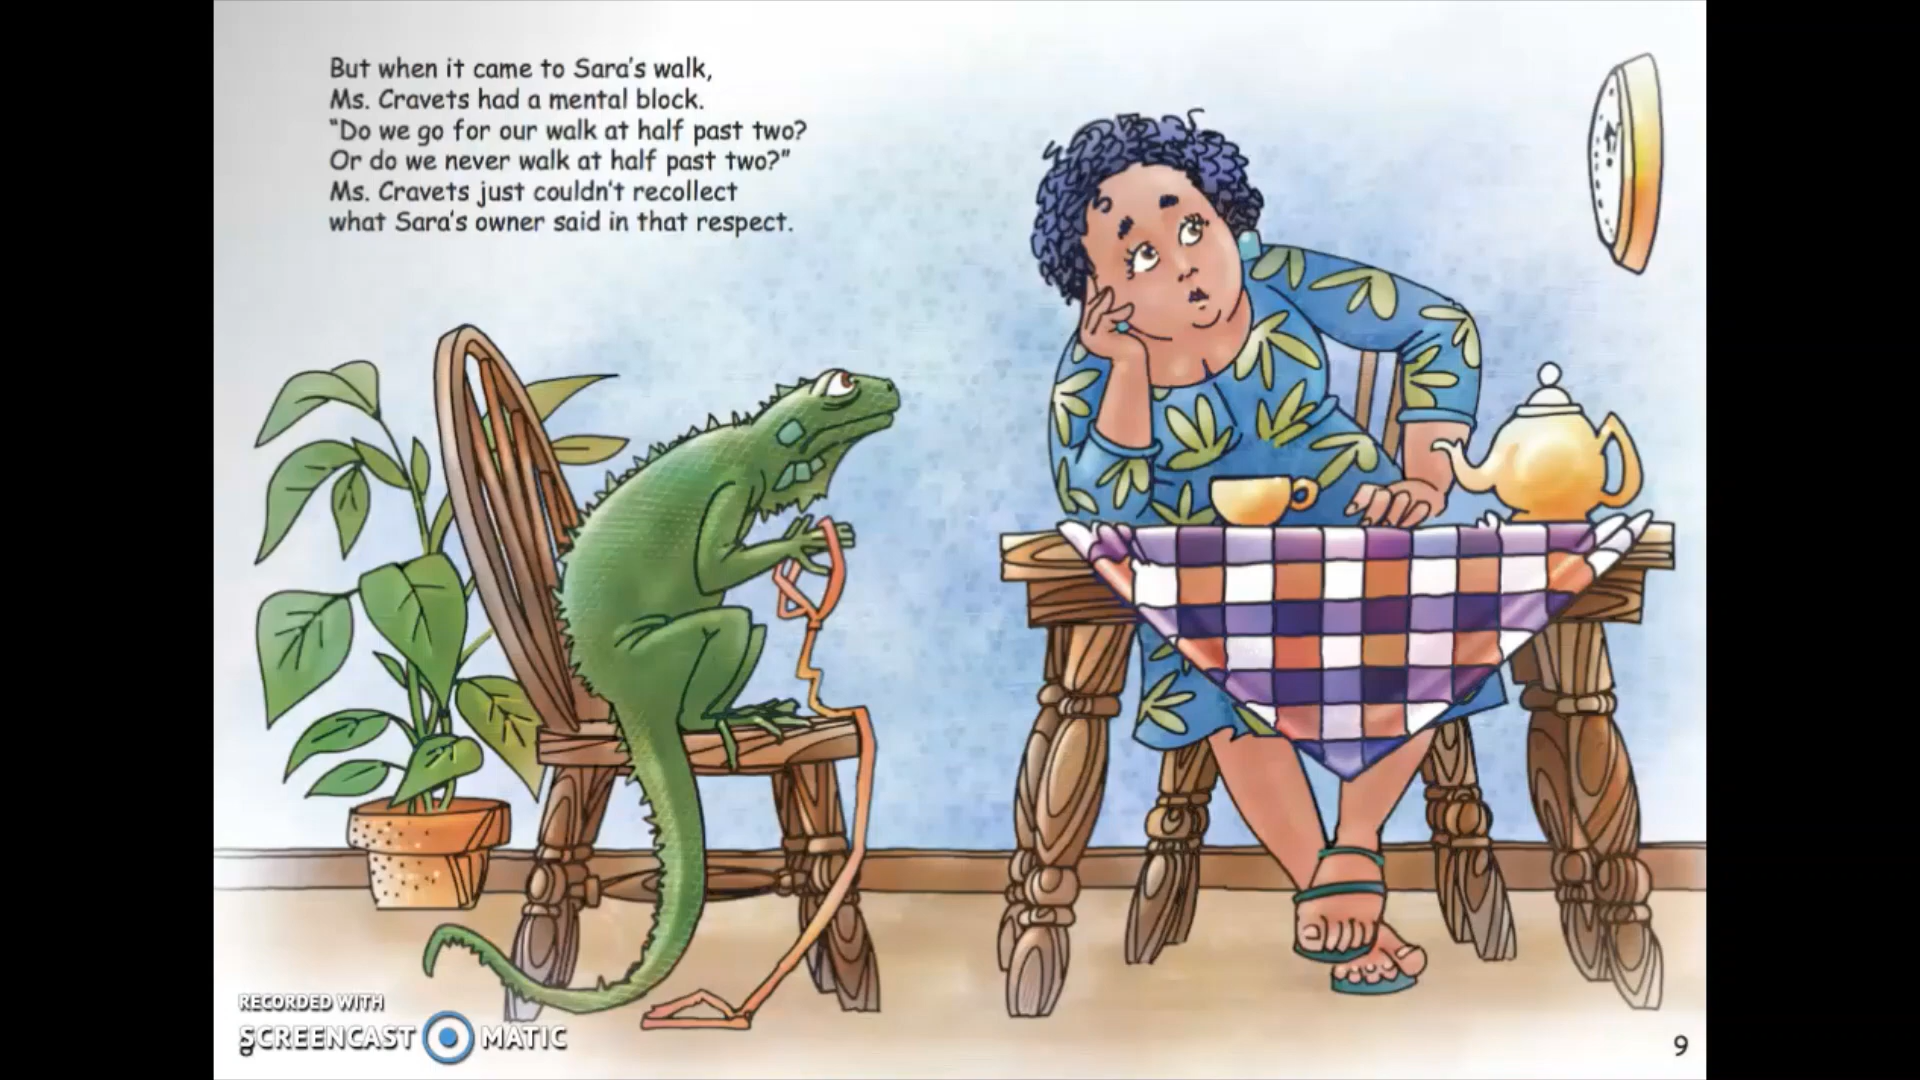 But when it came to Sara's walk,
Ms. Cravets had a mental block.
"Do we go for our walk at half past two?
Or do we never walk at half past two?"
Ms. Cravets just couldn't recollect
what Sara's owner said in that respect.
RECORDED WITH
SCREENCAST MATIC
9